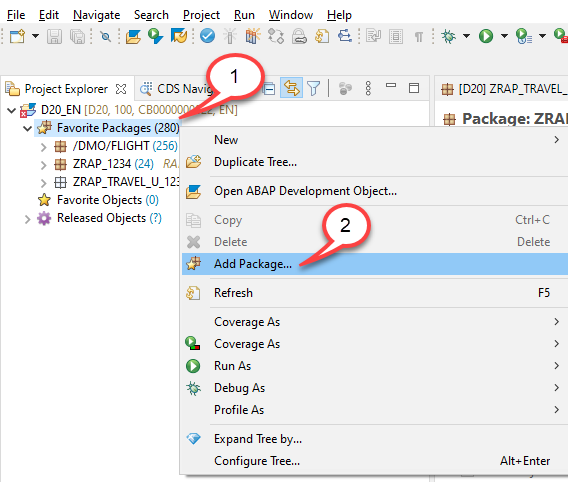 File Edit Navigate Search Project Run Window Help
Project Explorer CDS Navig
[D20] ZRAP_TRAVEL_
1
D20_EN [D20, 100, CB00000000 , EN]
Package: ZRA
Favorite Packages (280)
/DMO/FLIGHT (256)
ZRAP_1234 (24) RA
ZRAP_TRAVEL_U_123
Favorite Objects (0)
Released Objects (?)
New
Duplicate Tree...
Open ABAP Development Object...
Copy Ctrl+C
2
Delete Delete
Add Package...
Refresh F5
Coverage As
Coverage As
Run As
Debug As
Profile As
Expand Tree by...
Configure Tree... Alt+Enter